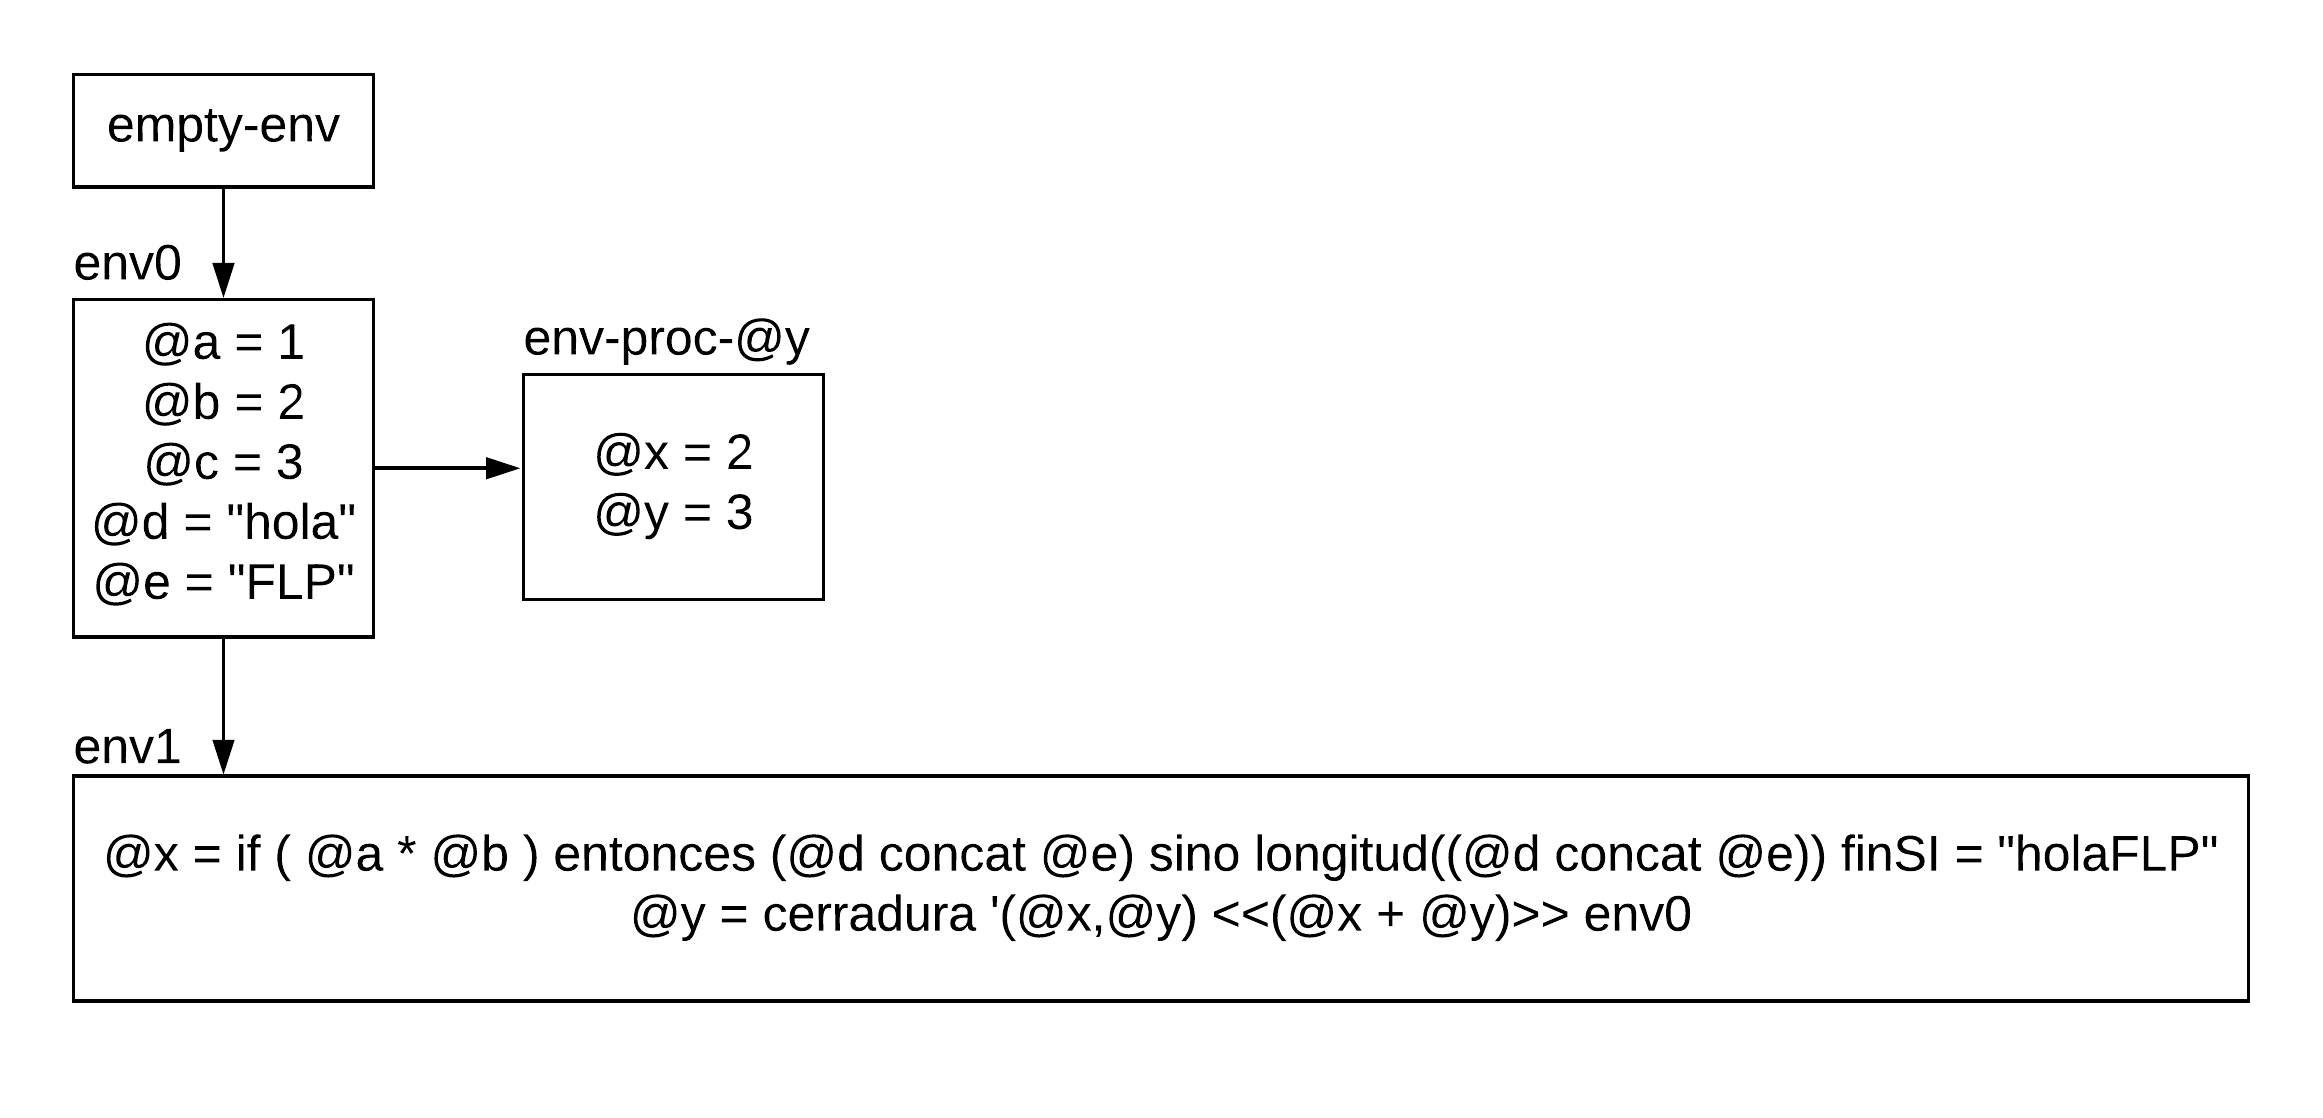 empty-env
env0
@a = 1
@b = 2
@c = 3
@d = "hola"
@e = "FLP"
env-proc-@y
@x = 2
@y = 3
env1
@x = if ( @a * @b ) entonces (@d concat @e) sino longitud((@d concat @e)) finSI = "holaFLP"
@y = cerradura '(@x,@y) <<(@x + @y)>> env0